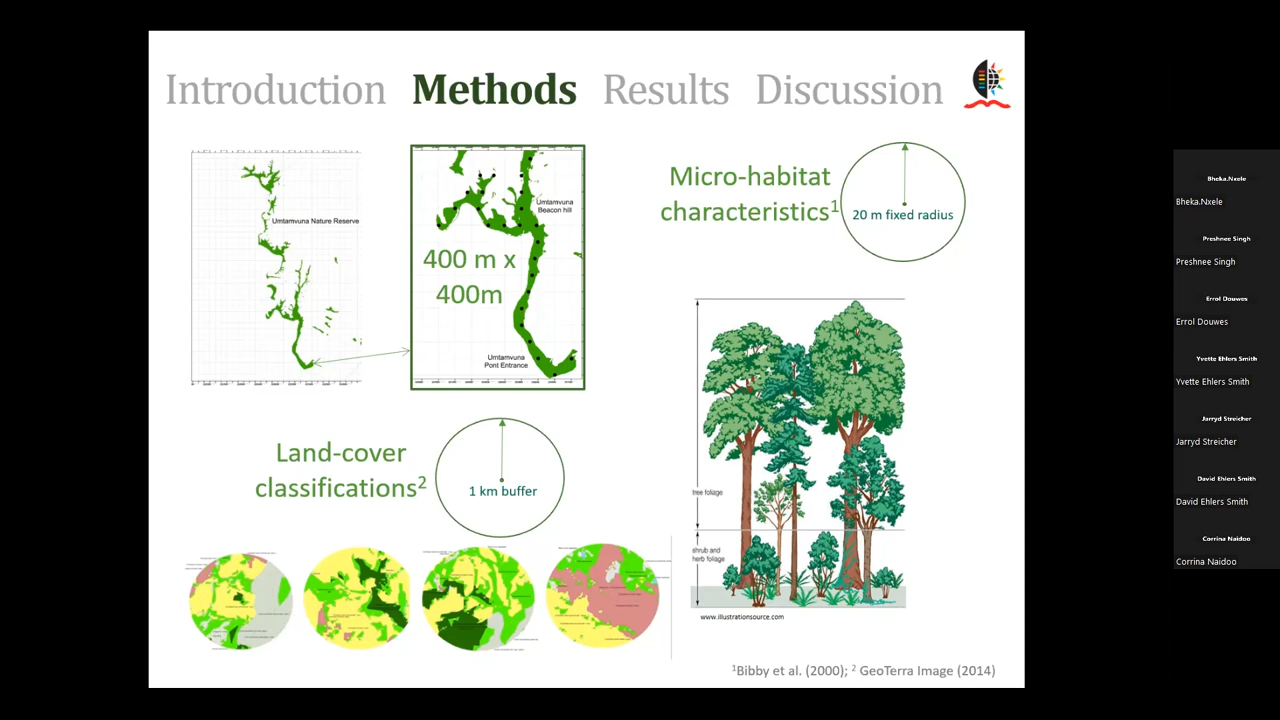 Introduction Methods Results Discussion
Umtamvuna Nature Reserve
Umtamvuna
Beacon hill
400 m x
400m
Umtamvuna
Pont Entrance
Micro-habitat
characteristics1
20 m fixed radius
Land-cover
classifications2
1 km buffer
tree foliage
shrub and
herb foliage
www.illustrationsource.com
1Bibby et al. (2000); 2 GeoTerra Image (2014)
Bheka.Nxele
Bheka.Nxele
Preshnee Singh
Preshnee Singh
Errol Douwes
Errol Douwes
Yvette Ehlers Smith
Yvette Ehlers Smith
Jarryd Streicher
Jarryd Streicher
David Ehlers Smith
David Ehlers Smith
Corrina Naidoo
Corrina Naidoo